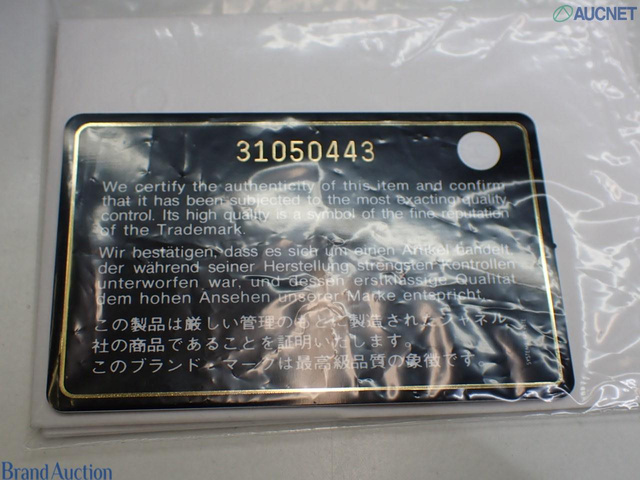 AUCNET
31050443
We certify the authenticity of this item and confirm
that it has been subjected to the most exacting quality
control. Its high quality is a symbol of the fine reputation
of the Trademark.
Wir bestätigen, dass es sich um einen Artikel handelt
der während seiner Herstellung strengsten Kontrollen
unterworfen war, und dessen erstklassige Qualität
dem hohen Ansehen unserer Marke entspricht.
この製品は厳しい管理のもとに製造されたシャネル
社の商品であることを証明いたします。
このブランド・マークは最高級品質の象徴です。
Brand Auction